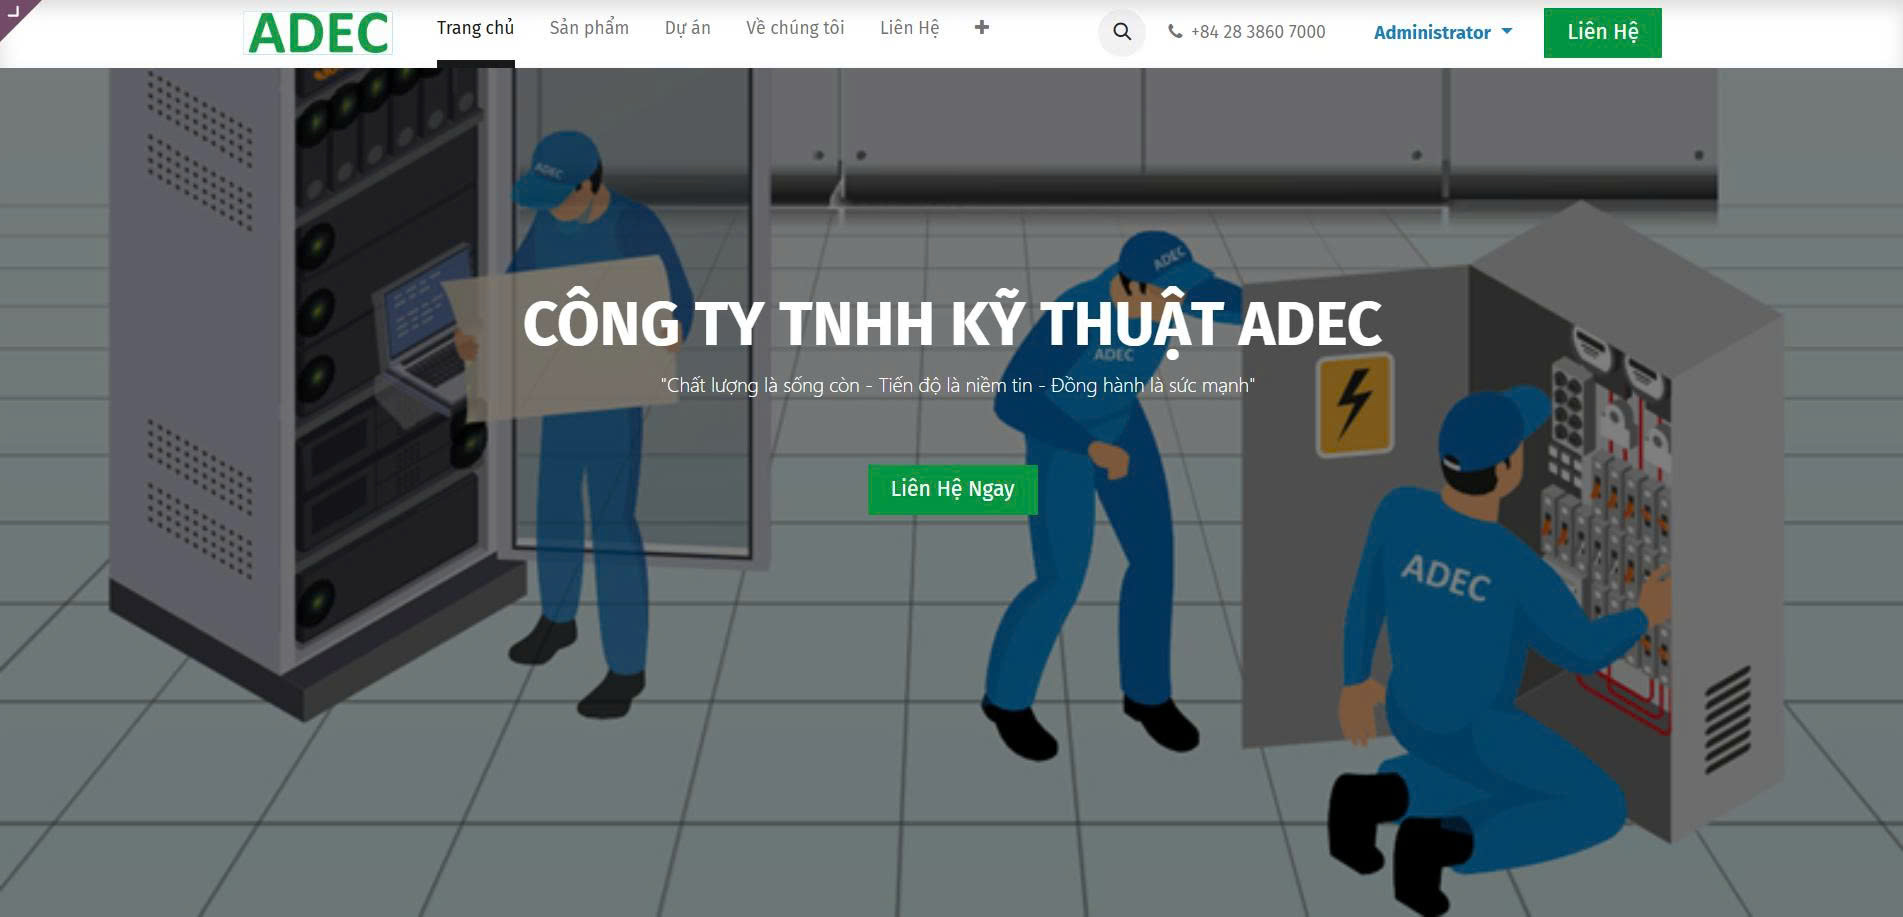 ADEC
Trang chủ
Sản phẩm
Dự án
Về chúng tôi
Liên Hệ
+84 28 3860 7000
Administrator
Liên Hệ
ADEC
ADEC
CÔNG TY TNHH KỸ THUẬT ADEC
ADEC
"Chất lượng là sống còn - Tiến độ là niềm tin - Đồng hành là sức mạnh"
Liên Hệ Ngay
ADEC